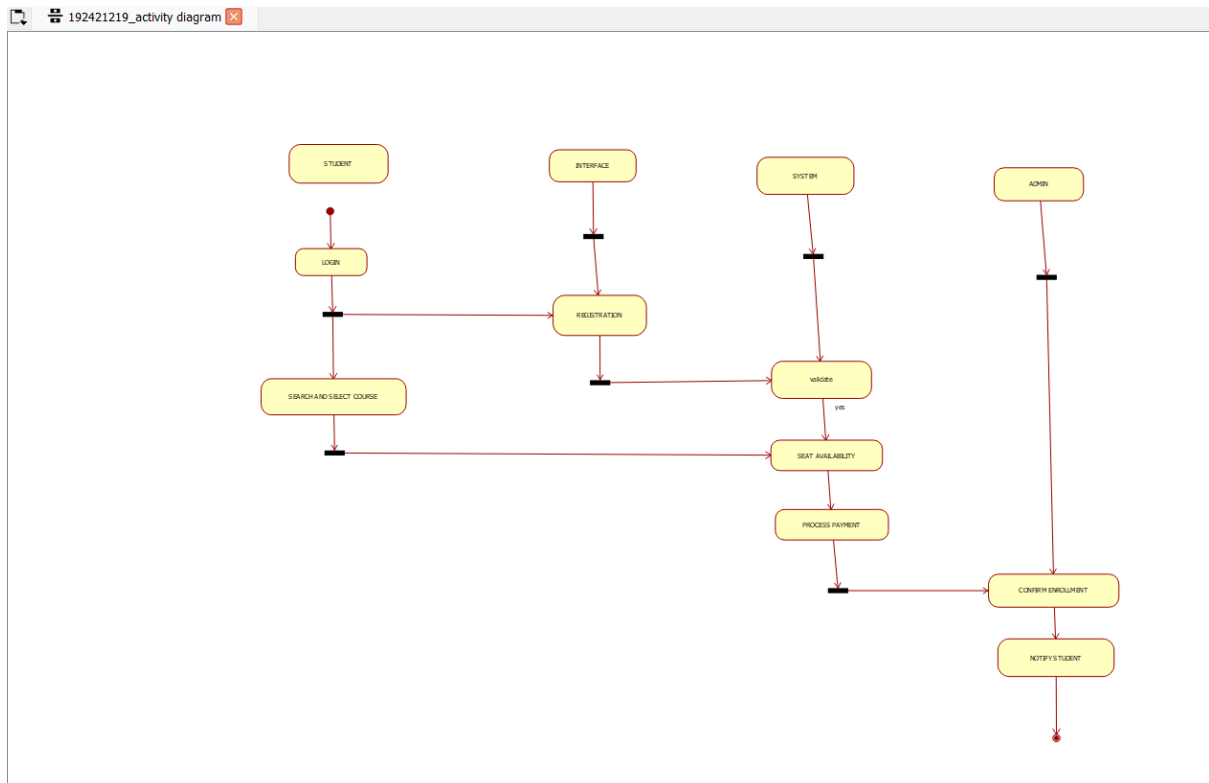 192421219_activity diagram
STUDENT
INTERFACE
SYSTEM
ADMIN
LOGIN
REGISTRATION
validate
SEARCH AND SELECT COURSE
yes
SEAT AVAILABILITY
PROCESS PAYMENT
CONFIRM ENROLLMENT
NOTIFY STUDENT